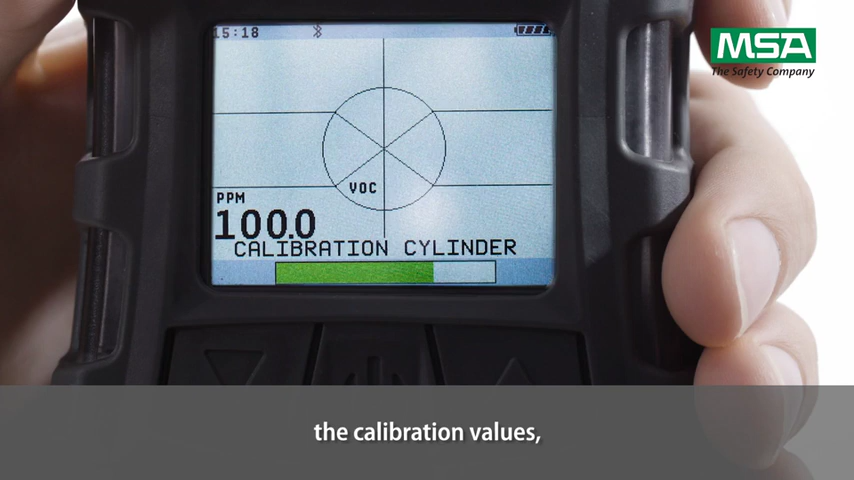 15:18
MSA
The Safety Company
VOC
PPM
100.0
CALIBRATION CYLINDER
the calibration values,